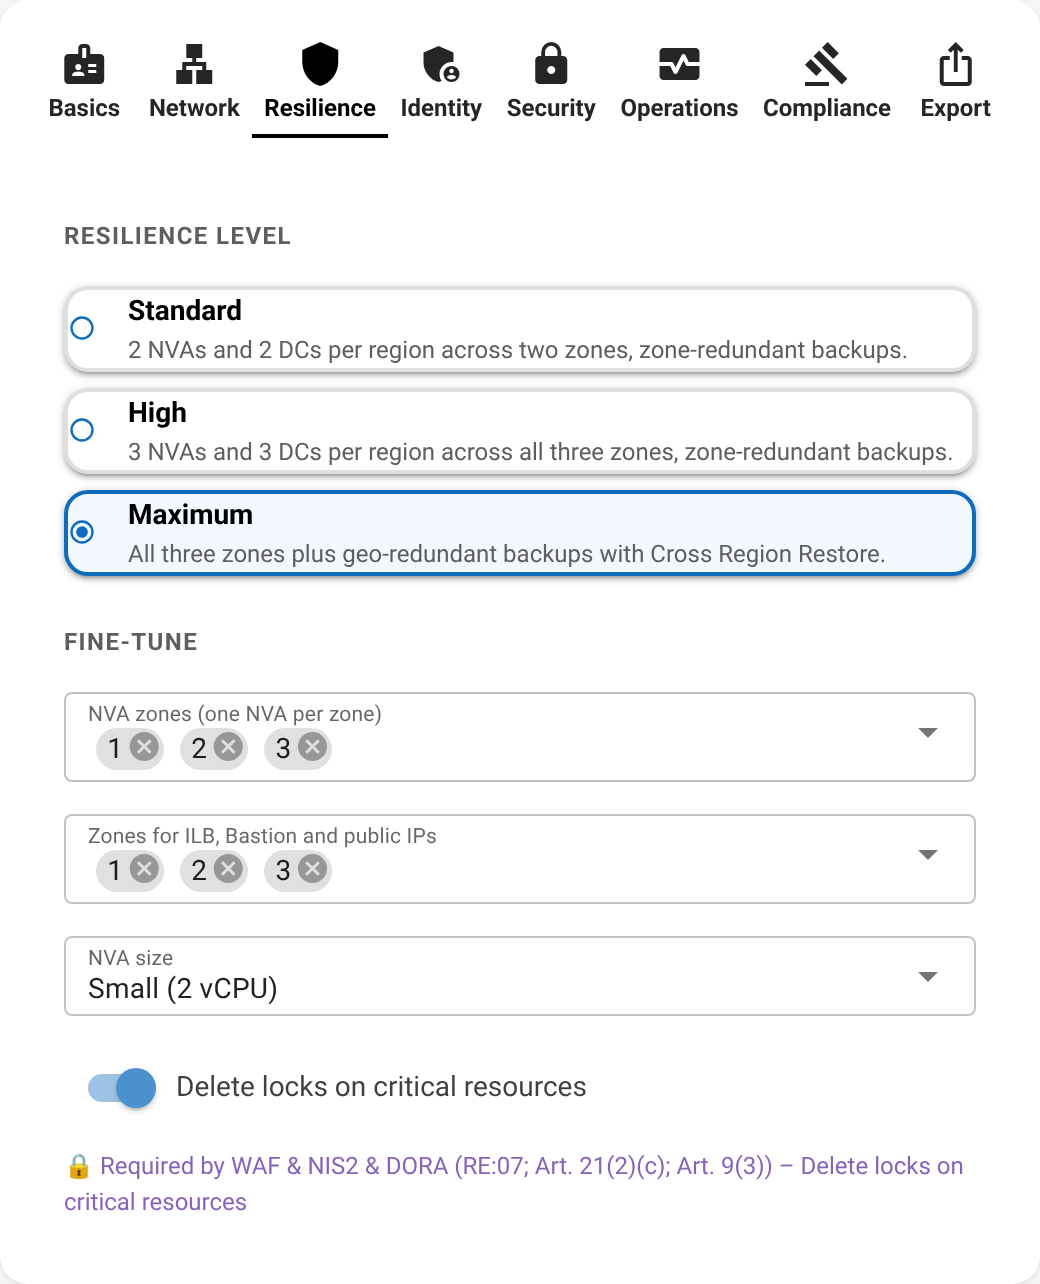 Basics Network Resilience Identity Security Operations Compliance Export
RESILIENCE LEVEL
Standard
2 NVAs and 2 DCs per region across two zones, zone-redundant backups.
High
3 NVAs and 3 DCs per region across all three zones, zone-redundant backups.
Maximum
All three zones plus geo-redundant backups with Cross Region Restore.
FINE-TUNE
NVA zones (one NVA per zone)
1 2 3
Zones for ILB, Bastion and public IPs
1 2 3
NVA size
Small (2 vCPU)
Delete locks on critical resources
🔒 Required by WAF & NIS2 & DORA (RE:07; Art. 21(2)(c); Art. 9(3)) – Delete locks on
critical resources